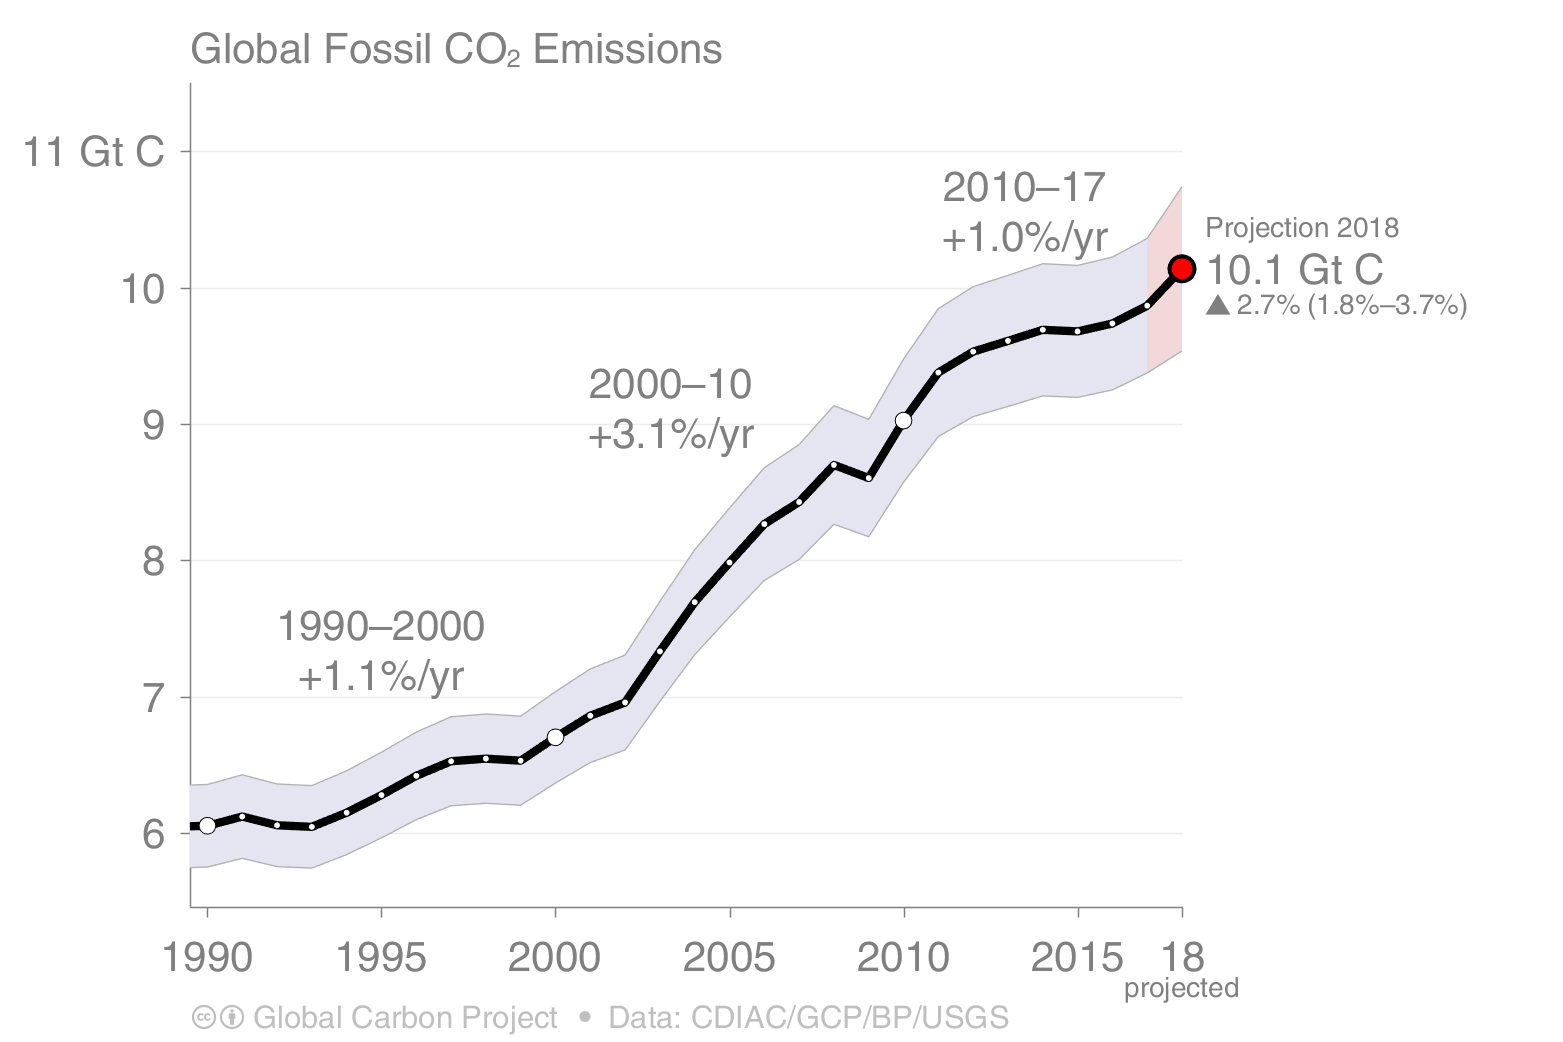 Global Fossil CO₂ Emissions
11 Gt C
10
9
8
7
6
2010–17
+1.0%/yr
Projection 2018
10.1 Gt C
▲ 2.7% (1.8%–3.7%)
2000–10
+3.1%/yr
1990–2000
+1.1%/yr
1990 1995 2000 2005 2010 2015 18
projected
cc Global Carbon Project • Data: CDIAC/GCP/BP/USGS